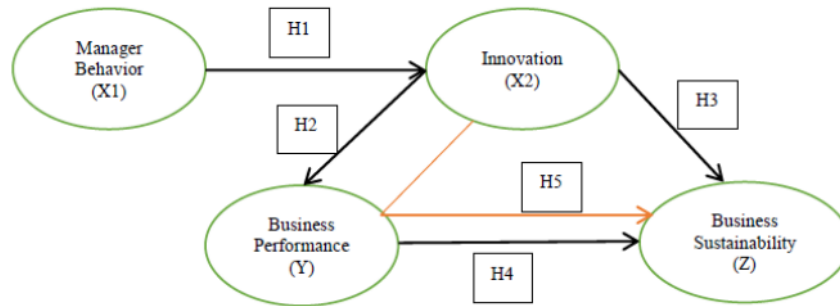 H1
Manager
Behavior
(X1)
Innovation
(X2)
H2
H3
H5
Business
Performance
(Y)
Business
Sustainability
(Z)
H4